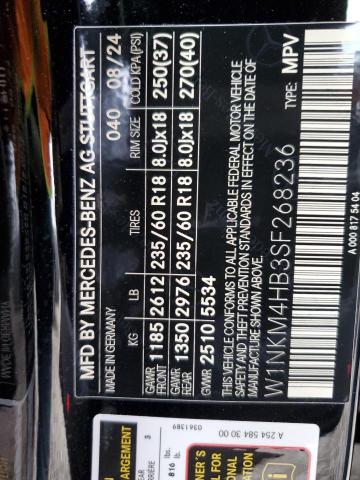 MFD BY MERCEDES-BENZ AG STUTTGART
040 08/24
KG LB TIRES RIM SIZE COLD KPA(PSI)
GAWR FRONT 1185 2612 235/60 R18 8.0Jx18 250(37)
GAWR REAR 1350 2976 235/60 R18 8.0Jx18 270(40)
GVWR 2510 5534
THIS VEHICLE CONFORMS TO ALL APPLICABLE FEDERAL MOTOR VEHICLE
SAFETY AND THEFT PREVENTION STANDARDS IN EFFECT ON THE DATE OF
MANUFACTURE SHOWN ABOVE.
W1NKM4HB3SF268236 TYPE: MPV
A 000 817 54 04
A 254 584 30 00
0361389
3
816 lbs.